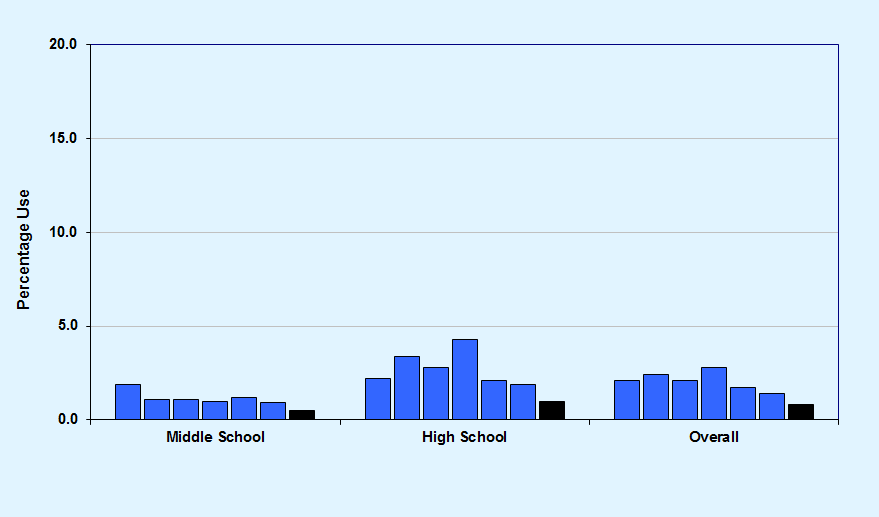 20.0
15.0
10.0
5.0
0.0
Percentage Use
Middle School
High School
Overall